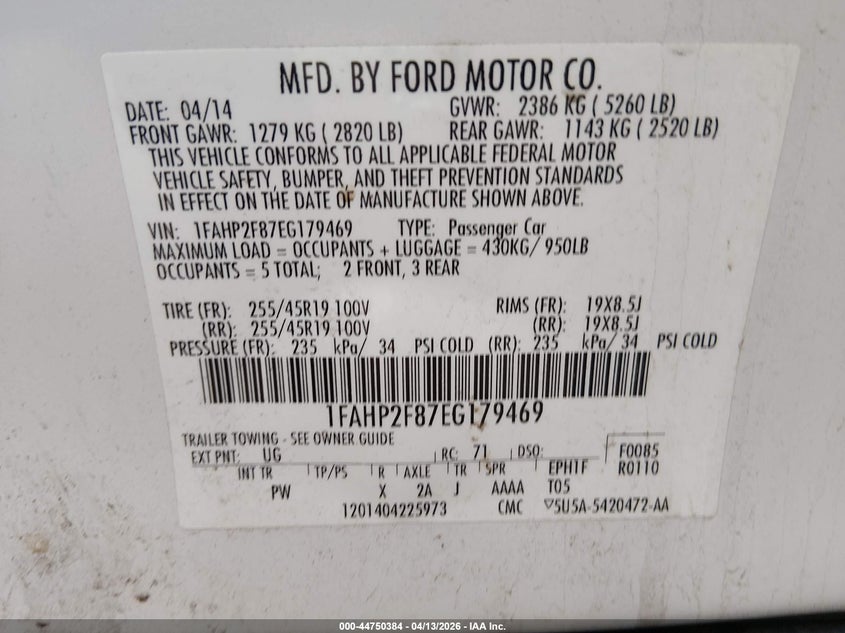 MFD. BY FORD MOTOR CO.
DATE: 04/14 GVWR: 2386 KG ( 5260 LB)
FRONT GAWR: 1279 KG ( 2820 LB) REAR GAWR: 1143 KG ( 2520 LB)
THIS VEHICLE CONFORMS TO ALL APPLICABLE FEDERAL MOTOR
VEHICLE SAFETY, BUMPER, AND THEFT PREVENTION STANDARDS
IN EFFECT ON THE DATE OF MANUFACTURE SHOWN ABOVE.
VIN: 1FAHP2F87EG179469 TYPE: Passenger Car
MAXIMUM LOAD = OCCUPANTS + LUGGAGE = 430KG/ 950LB
OCCUPANTS = 5 TOTAL; 2 FRONT, 3 REAR
TIRE (FR): 255/45R19 100V RIMS (FR): 19X8.5J
(RR): 255/45R19 100V (RR): 19X8.5J
PRESSURE (FR): 235 kPa/ 34 PSI COLD (RR): 235 kPa/ 34 PSI COLD
1FAHP2F87EG179469
TRAILER TOWING - SEE OWNER GUIDE
EXT PNT: UG RC: 71 DSO: F0085
INT TR TP/PS R AXLE TR SPR EPH1F R0110
PW X 2A J AAAA T05
1201404225973 CMC ▽5U5A-5420472-AA
000-44750384 - 04/13/2026 - IAA Inc.